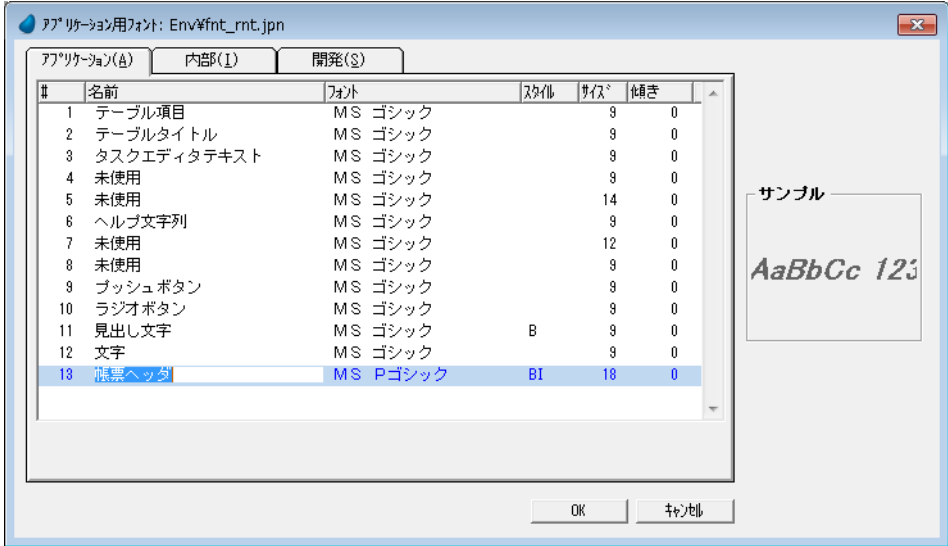 ｱﾌﾟﾘｹｰｼｮﾝ用ﾌｫﾝﾄ: Env¥fnt_rnt.jpn
ｱﾌﾟﾘｹｰｼｮﾝ(A) 内部(I) 開発(S)
# 名前 ﾌｫﾝﾄ ｽﾀｲﾙ ｻｲｽﾞ 傾き
1 テーブル項目 ＭＳ ゴシック 9 0
2 テーブルタイトル ＭＳ ゴシック 9 0
3 タスクエディタテキスト ＭＳ ゴシック 9 0
4 未使用 ＭＳ ゴシック 9 0
5 未使用 ＭＳ ゴシック 14 0
6 ヘルプ文字列 ＭＳ ゴシック 9 0
7 未使用 ＭＳ ゴシック 12 0
8 未使用 ＭＳ ゴシック 9 0
9 プッシュボタン ＭＳ ゴシック 9 0
10 ラジオボタン ＭＳ ゴシック 9 0
11 見出し文字 ＭＳ ゴシック B 9 0
12 文字 ＭＳ ゴシック 9 0
13 帳票ヘッダ ＭＳ Ｐゴシック BI 18 0
サンプル
AaBbCc 123
OK ｷｬﾝｾﾙ